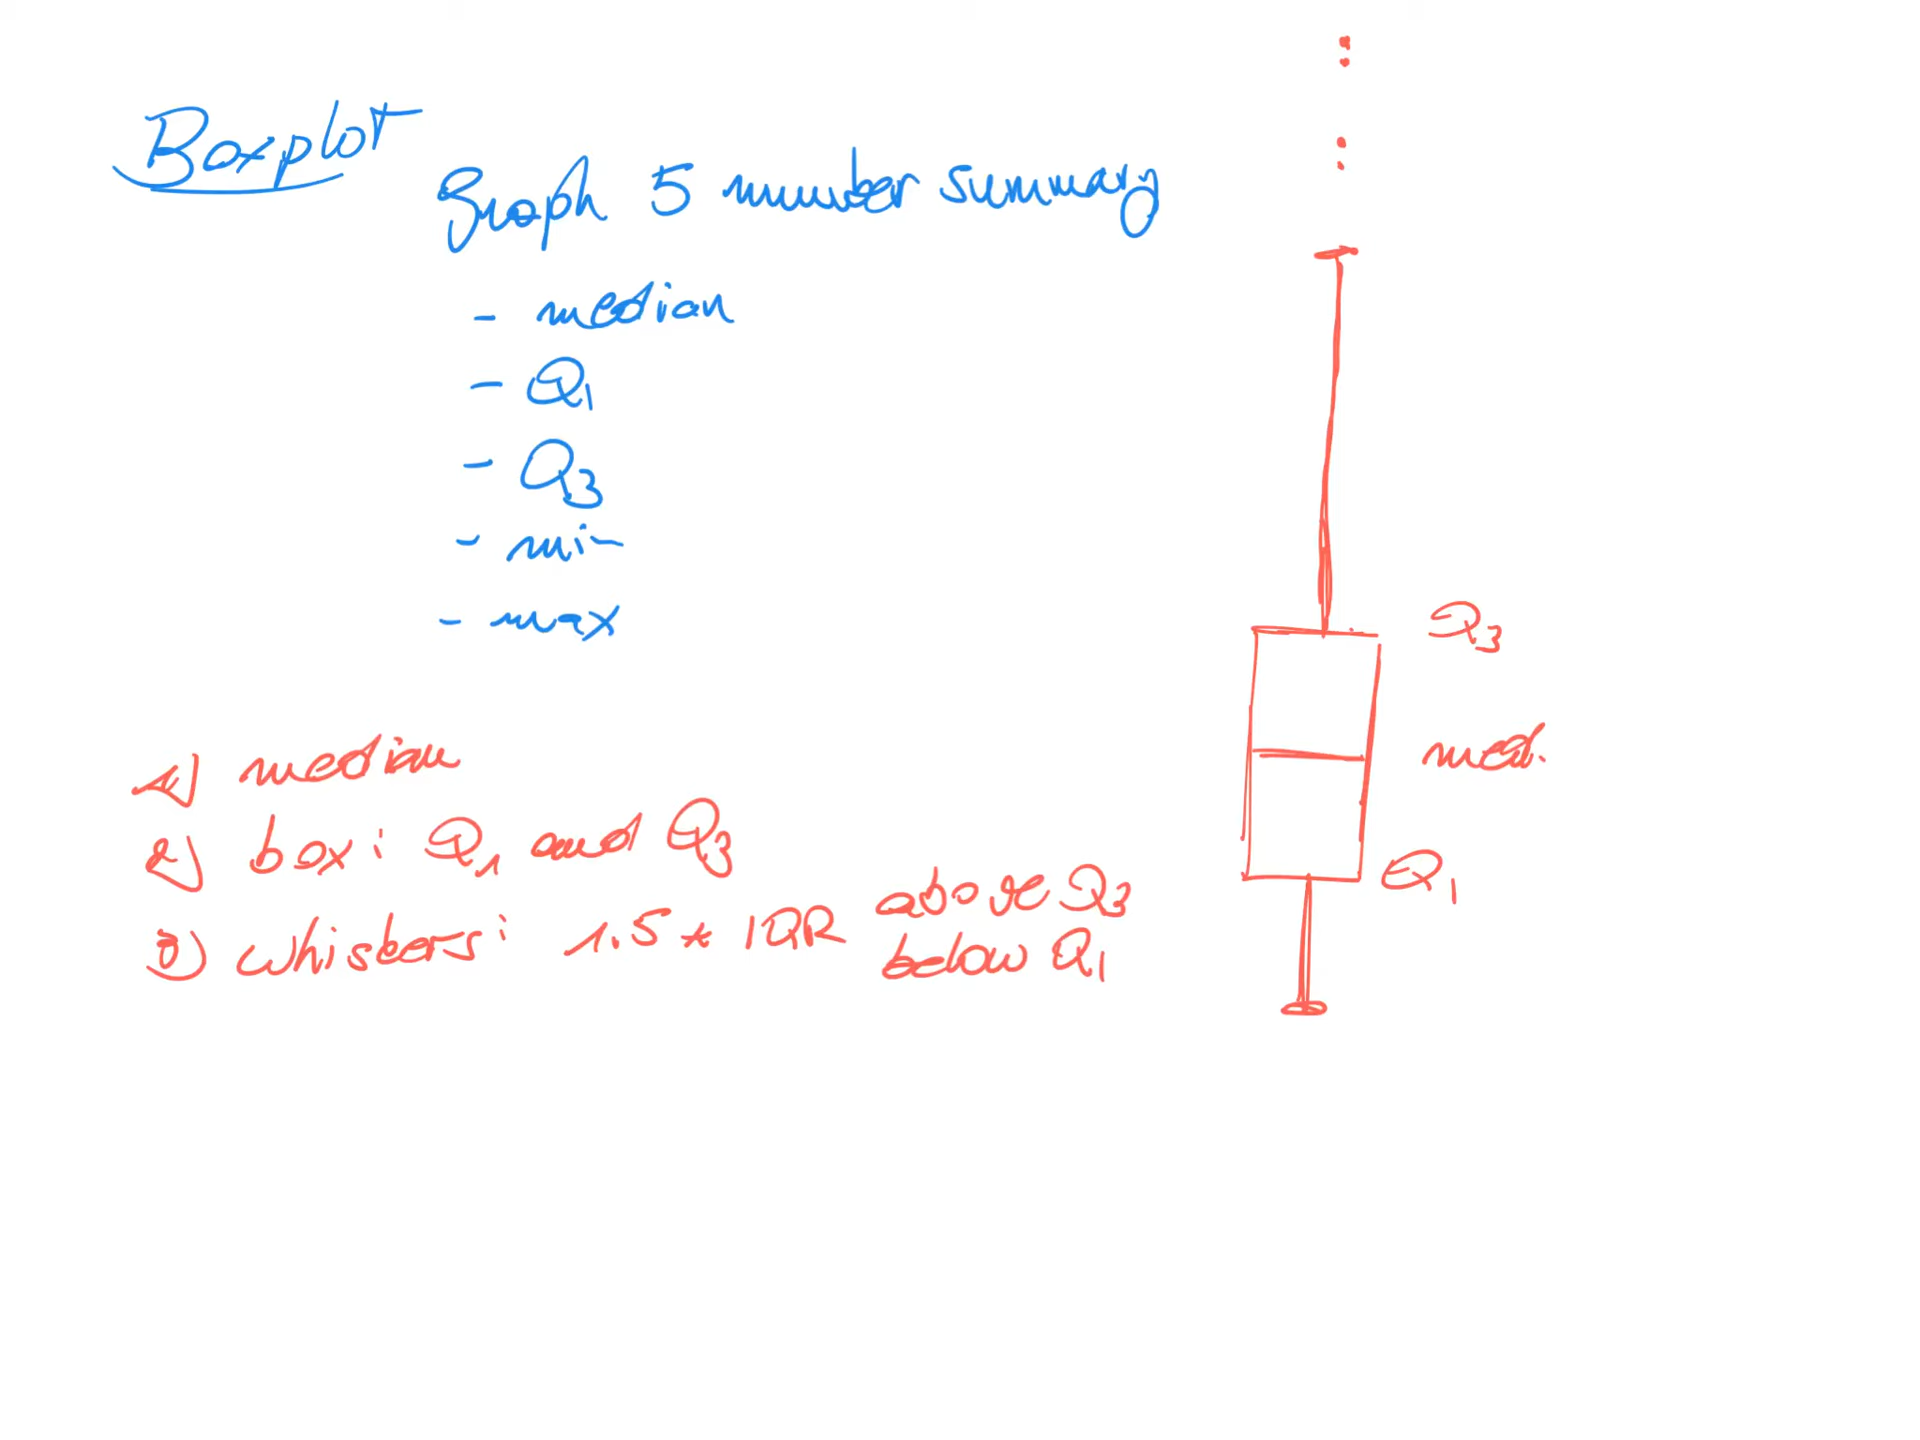 Boxplot
Graph 5 number summary
- median
- Q1
- Q3
- min
- max
1) median
2) box: Q1 and Q3
3) whiskers: 1.5 * IQR above Q3
below Q1
Q3
med.
Q1